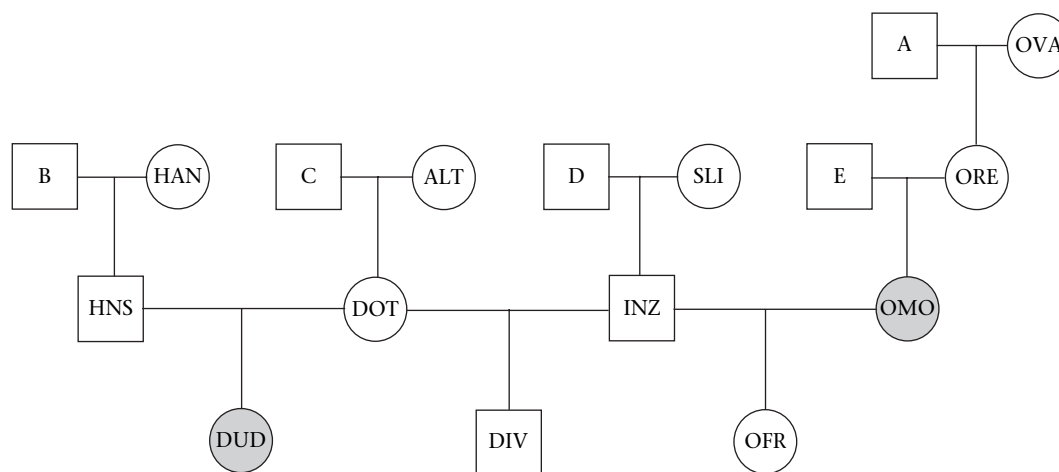 A
OVA
B
HAN
C
ALT
D
SLI
E
ORE
HNS
DOT
INZ
OMO
DUD
DIV
OFR